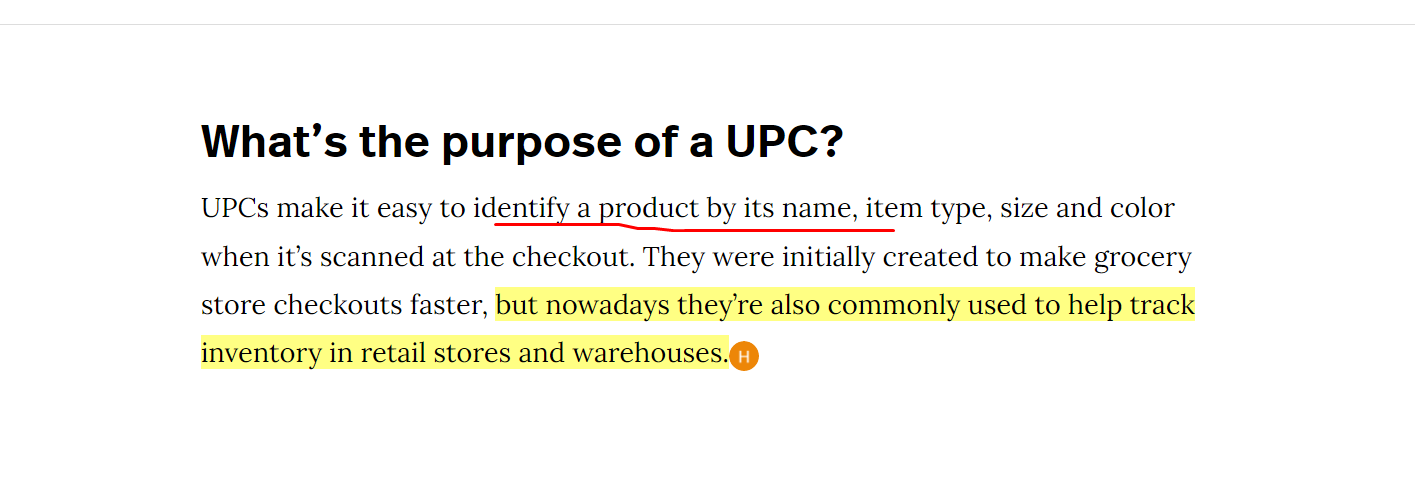 What’s the purpose of a UPC?
UPCs make it easy to identify a product by its name, item type, size and color
when it’s scanned at the checkout. They were initially created to make grocery
store checkouts faster, but nowadays they’re also commonly used to help track
inventory in retail stores and warehouses. H